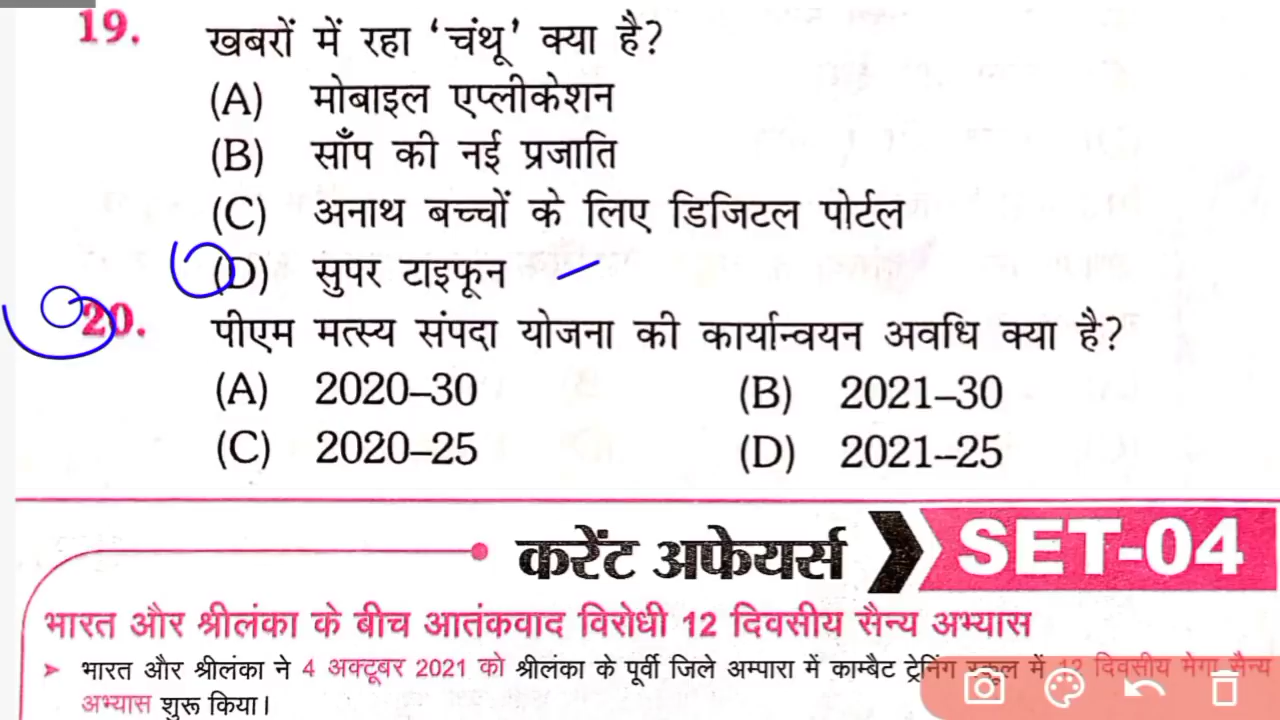 19. खबरों में रहा ‘चंथू’ क्या है?
(A) मोबाइल एप्लीकेशन
(B) साँप की नई प्रजाति
(C) अनाथ बच्चों के लिए डिजिटल पोर्टल
(D) सुपर टाइफून
20. पीएम मत्स्य संपदा योजना की कार्यान्वयन अवधि क्या है?
(A) 2020–30 (B) 2021–30
(C) 2020–25 (D) 2021–25
करेंट अफेयर्स SET-04
भारत और श्रीलंका के बीच आतंकवाद विरोधी 12 दिवसीय सैन्य अभ्यास
➤ भारत और श्रीलंका ने 4 अक्टूबर 2021 को श्रीलंका के पूर्वी जिले अम्पारा में काम्बैट ट्रेनिंग स्कूल में 12 दिवसीय मेगा सैन्य
अभ्यास शुरू किया।